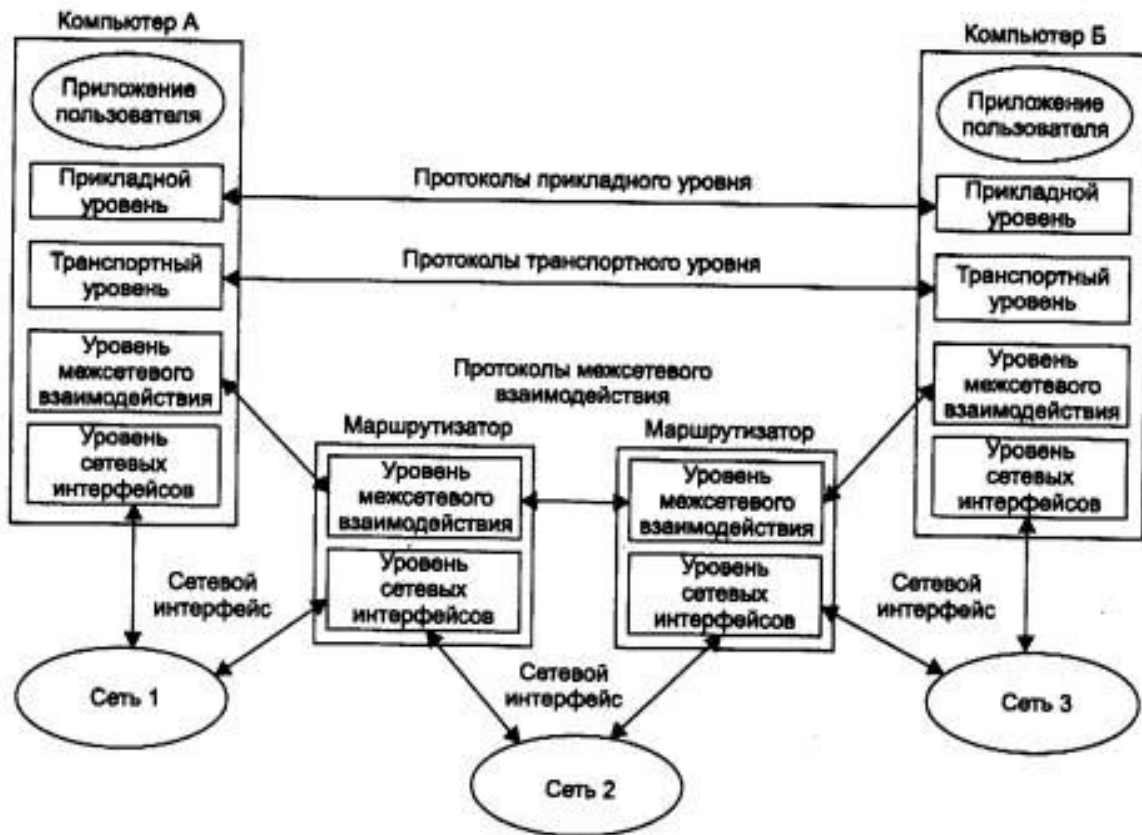 Компьютер А
Приложение
пользователя
Прикладной
уровень
Транспортный
уровень
Уровень
межсетевого
взаимодействия
Уровень
сетевых
интерфейсов
Компьютер Б
Приложение
пользователя
Прикладной
уровень
Транспортный
уровень
Уровень
межсетевого
взаимодействия
Уровень
сетевых
интерфейсов
Протоколы прикладного уровня
Протоколы транспортного уровня
Протоколы межсетевого
взаимодействия
Маршрутизатор
Уровень
межсетевого
взаимодействия
Уровень
сетевых
интерфейсов
Маршрутизатор
Уровень
межсетевого
взаимодействия
Уровень
сетевых
интерфейсов
Сетевой
интерфейс
Сетевой
интерфейс
Сетевой
интерфейс
Сеть 1
Сеть 2
Сеть 3